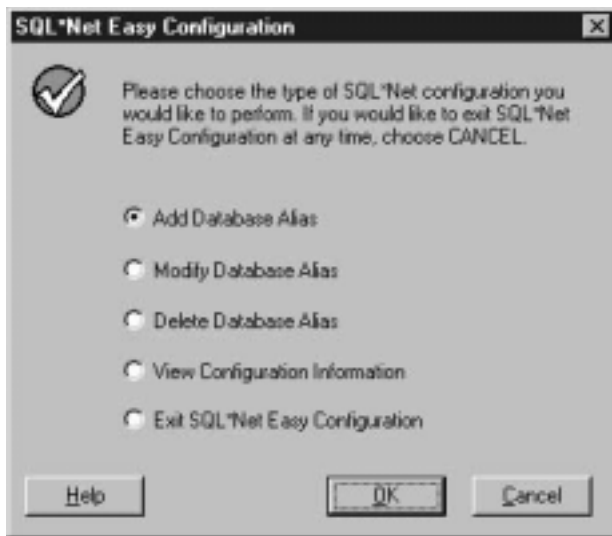 SQL*Net Easy Configuration
Please choose the type of SQL*Net configuration you
would like to perform. If you would like to exit SQL*Net
Easy Configuration at any time, choose CANCEL.
Add Database Alias
Modify Database Alias
Delete Database Alias
View Configuration Information
Exit SQL*Net Easy Configuration
Help OK Cancel